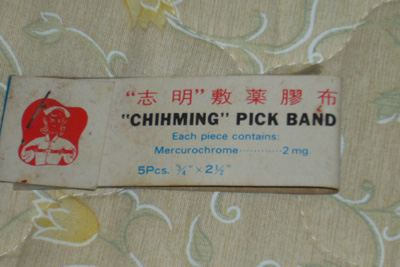 "志明"敷薬膠布
"CHIHMING" PICK BAND
Each piece contains:
Mercurochrome············2 mg.
5Pcs. ¾" × 2½"